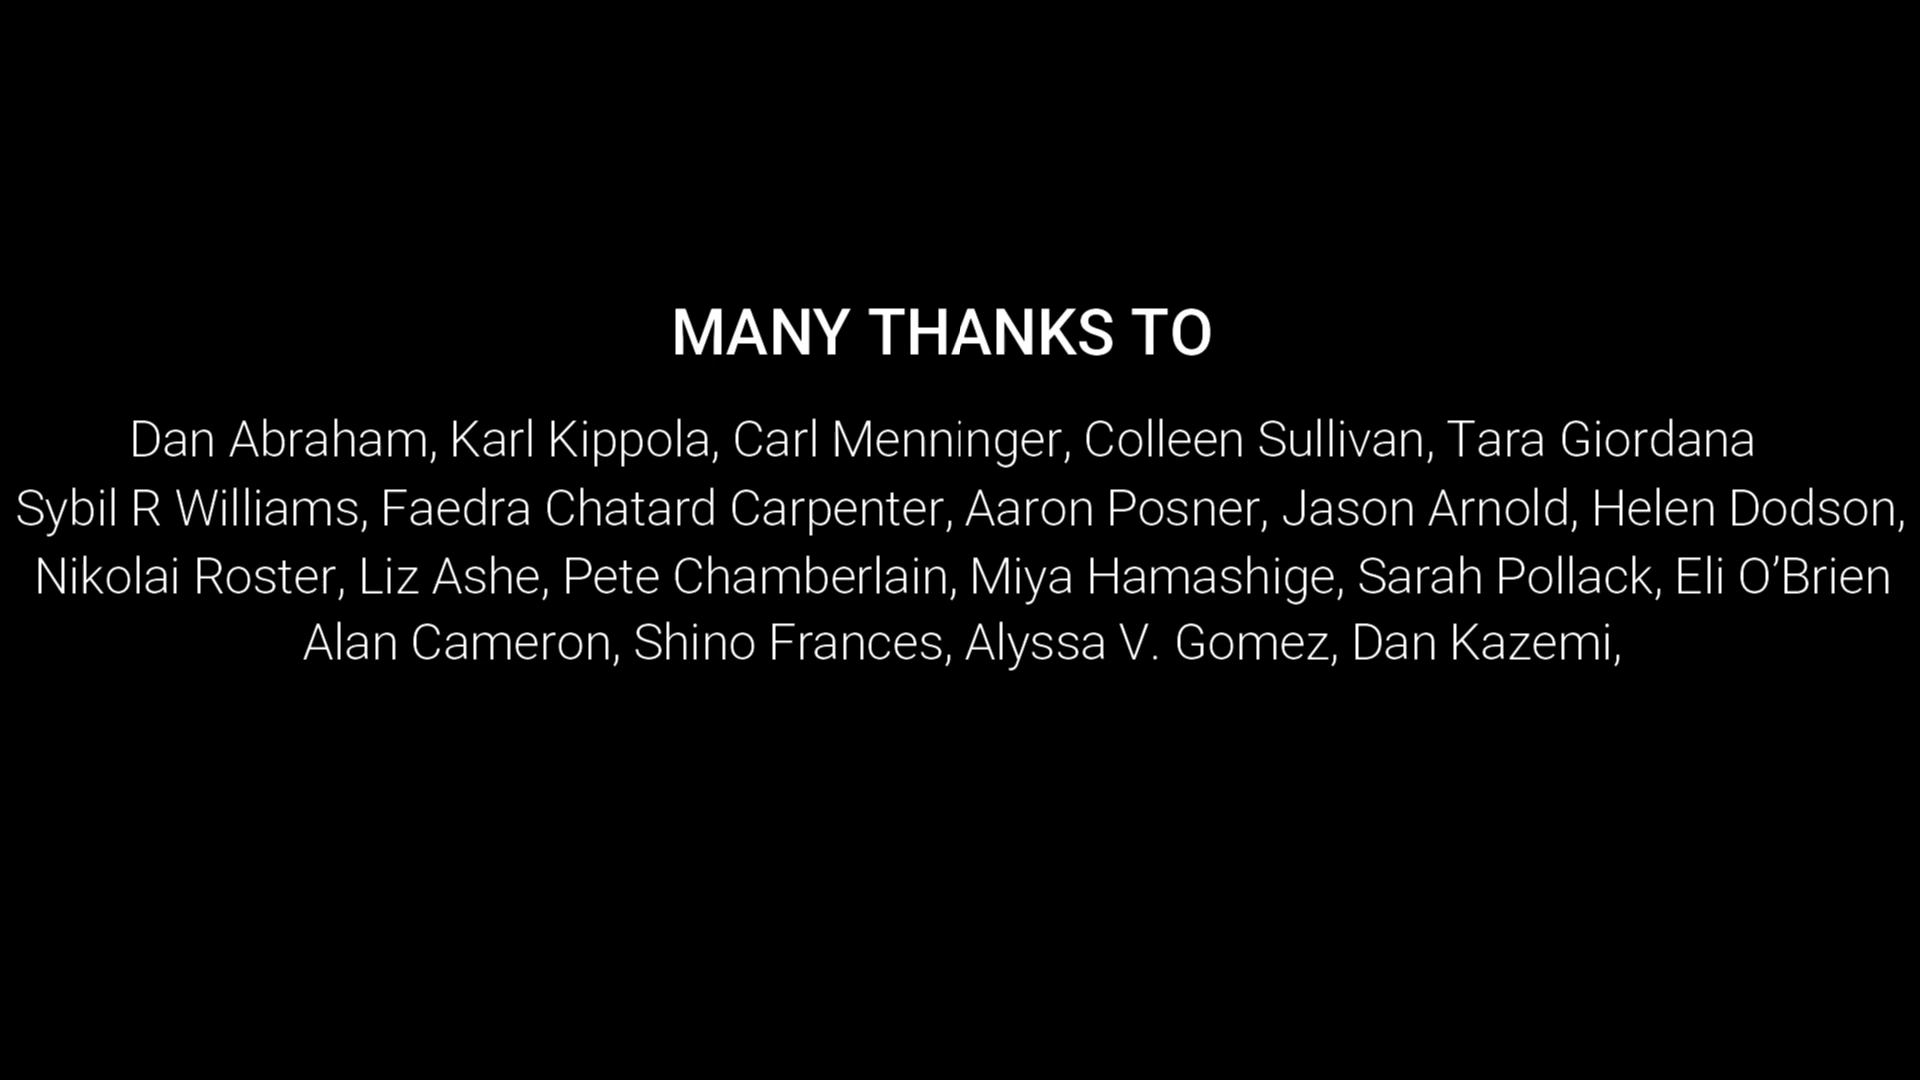 MANY THANKS TO
Dan Abraham, Karl Kippola, Carl Menninger, Colleen Sullivan, Tara Giordana
Sybil R Williams, Faedra Chatard Carpenter, Aaron Posner, Jason Arnold, Helen Dodson,
Nikolai Roster, Liz Ashe, Pete Chamberlain, Miya Hamashige, Sarah Pollack, Eli O’Brien
Alan Cameron, Shino Frances, Alyssa V. Gomez, Dan Kazemi,